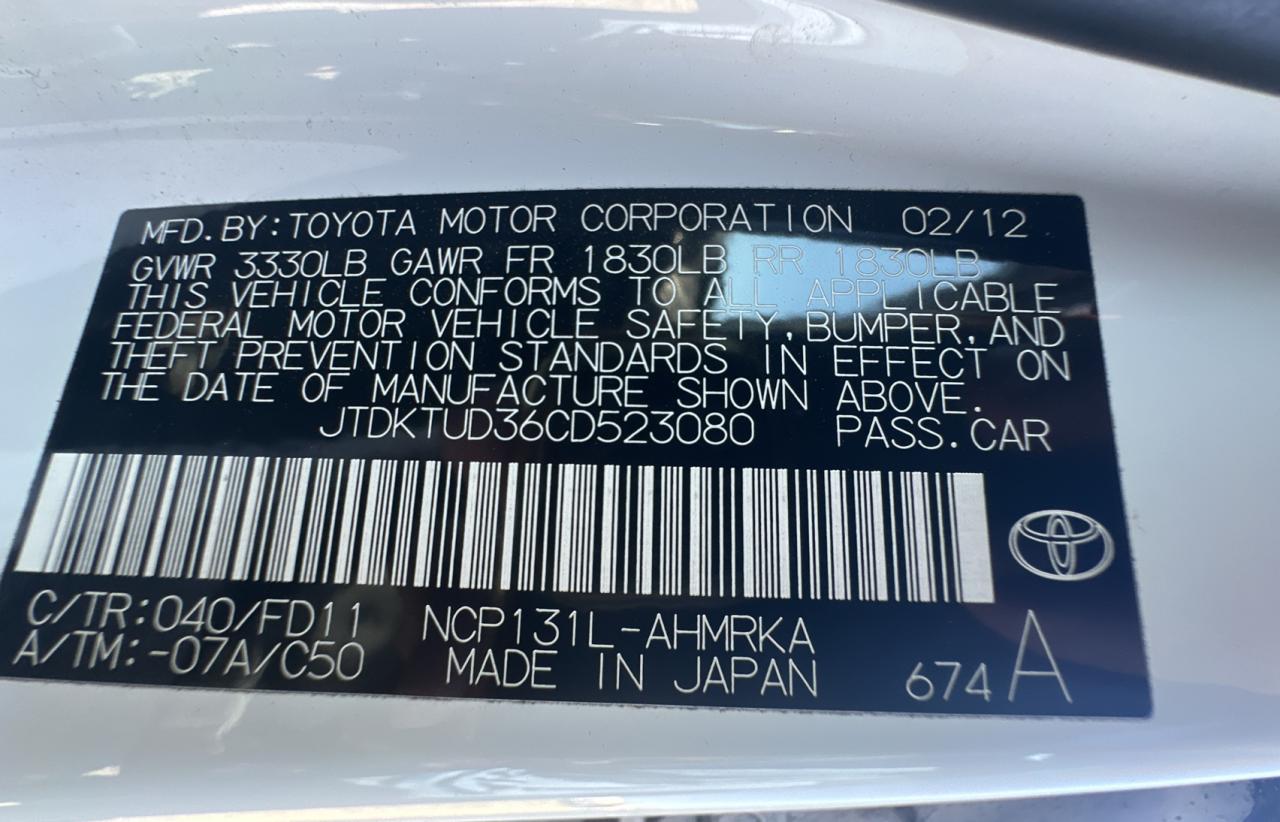 MFD.BY:TOYOTA MOTOR CORPORATION 02/12
GVWR 3330LB GAWR FR 1830LB RR 1830LB
THIS VEHICLE CONFORMS TO ALL APPLICABLE
FEDERAL MOTOR VEHICLE SAFETY,BUMPER,AND
THEFT PREVENTION STANDARDS IN EFFECT ON
THE DATE OF MANUFACTURE SHOWN ABOVE.
JTDKTUD36CD523080 PASS.CAR
C/TR:040/FD11 NCP131L-AHMRKA
A/TM:-07A/C50 MADE IN JAPAN 674 A